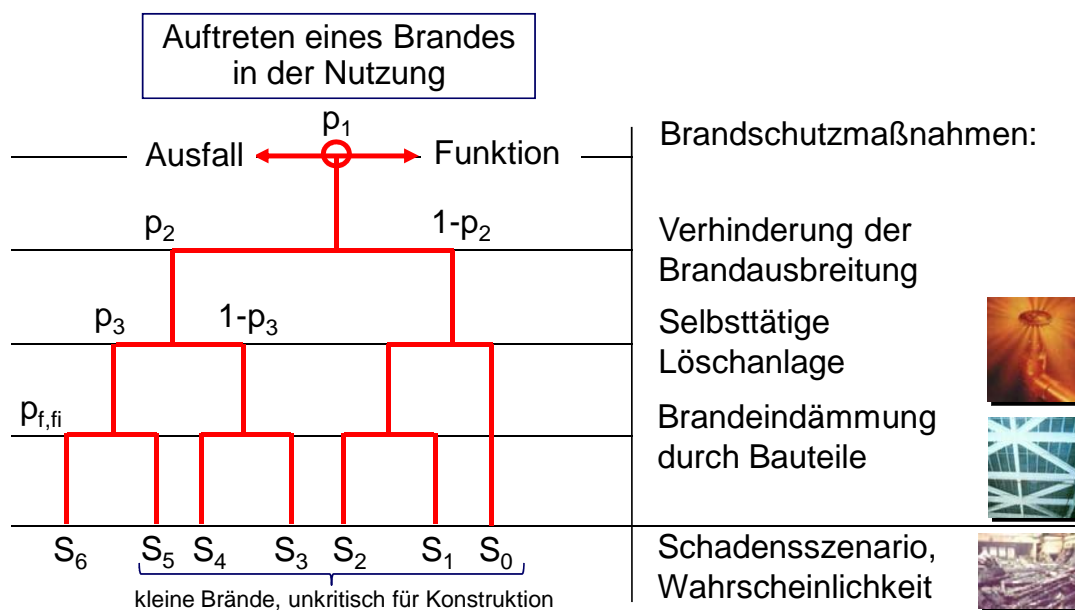 Auftreten eines Brandes
in der Nutzung
p₁
Ausfall
Funktion
Brandschutzmaßnahmen:
p₂
1-p₂
Verhinderung der
Brandausbreitung
p₃
1-p₃
Selbsttätige
Löschanlage
p_f,fi
Brandeindämmung
durch Bauteile
S₆ S₅ S₄ S₃ S₂ S₁ S₀
Schadensszenario,
Wahrscheinlichkeit
kleine Brände, unkritisch für Konstruktion